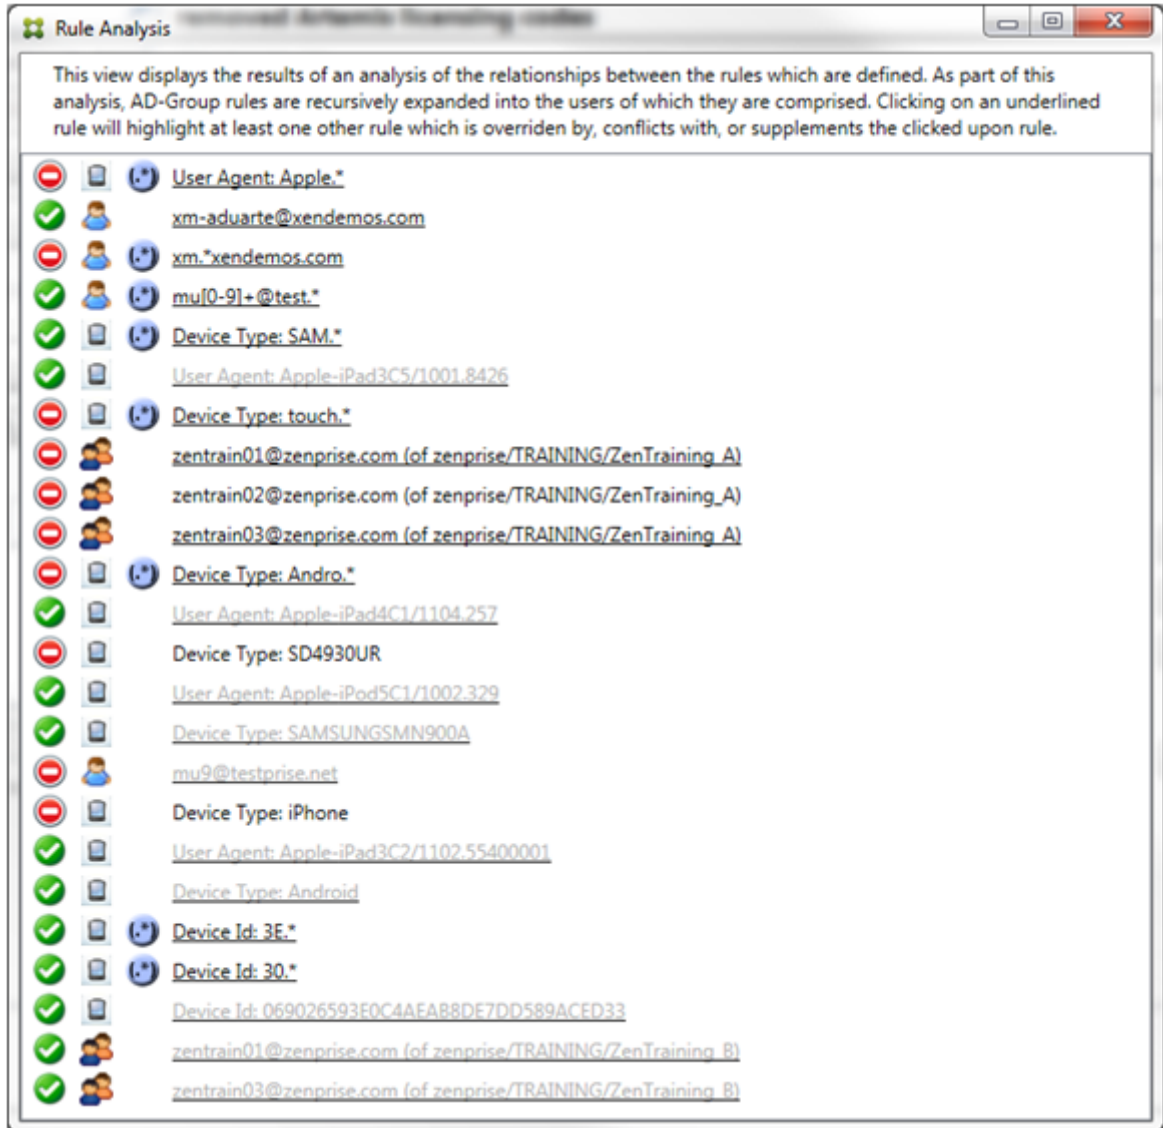 removed Artemis licensing codes
Rule Analysis
This view displays the results of an analysis of the relationships between the rules which are defined. As part of this
analysis, AD-Group rules are recursively expanded into the users of which they are comprised. Clicking on an underlined
rule will highlight at least one other rule which is overriden by, conflicts with, or supplements the clicked upon rule.
(.*) User Agent: Apple.*
xm-aduarte@xendemos.com
(.*) xm.*xendemos.com
(.*) mu[0-9]+@test.*
(.*) Device Type: SAM.*
User Agent: Apple-iPad3C5/1001.8426
(.*) Device Type: touch.*
zentrain01@zenprise.com (of zenprise/TRAINING/ZenTraining_A)
zentrain02@zenprise.com (of zenprise/TRAINING/ZenTraining_A)
zentrain03@zenprise.com (of zenprise/TRAINING/ZenTraining_A)
(.*) Device Type: Andro.*
User Agent: Apple-iPad4C1/1104.257
Device Type: SD4930UR
User Agent: Apple-iPod5C1/1002.329
Device Type: SAMSUNGSMN900A
mu9@testprise.net
Device Type: iPhone
User Agent: Apple-iPad3C2/1102.55400001
Device Type: Android
(.*) Device Id: 3E.*
(.*) Device Id: 30.*
Device Id: 069026593E0C4AEAB8DE7DD589ACED33
zentrain01@zenprise.com (of zenprise/TRAINING/ZenTraining_B)
zentrain03@zenprise.com (of zenprise/TRAINING/ZenTraining_B)